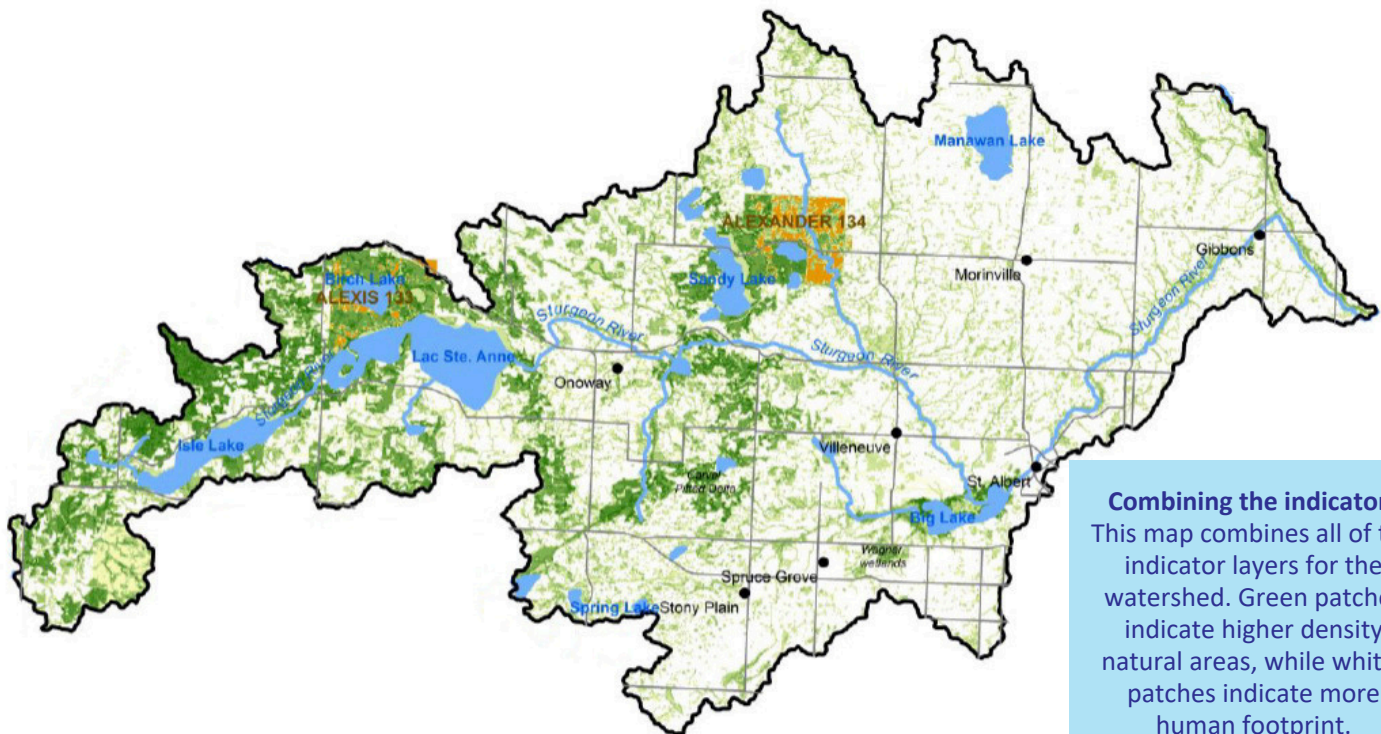 Manawan Lake
ALEXANDER 134
Gibbons
Morinville
Sandy Lake
Birch Lake
ALEXIS 133
Sturgeon River
Sturgeon River
Sturgeon River
Sturgeon River
Lac Ste. Anne
Onoway
Isle Lake
Villeneuve
Carvel
Pitted Delta
St. Albert
Big Lake
Wagner
wetlands
Spruce Grove
Spring Lake
Stony Plain
Combining the indicator
This map combines all of t
indicator layers for the
watershed. Green patche
indicate higher density
natural areas, while whit
patches indicate more
human footprint.